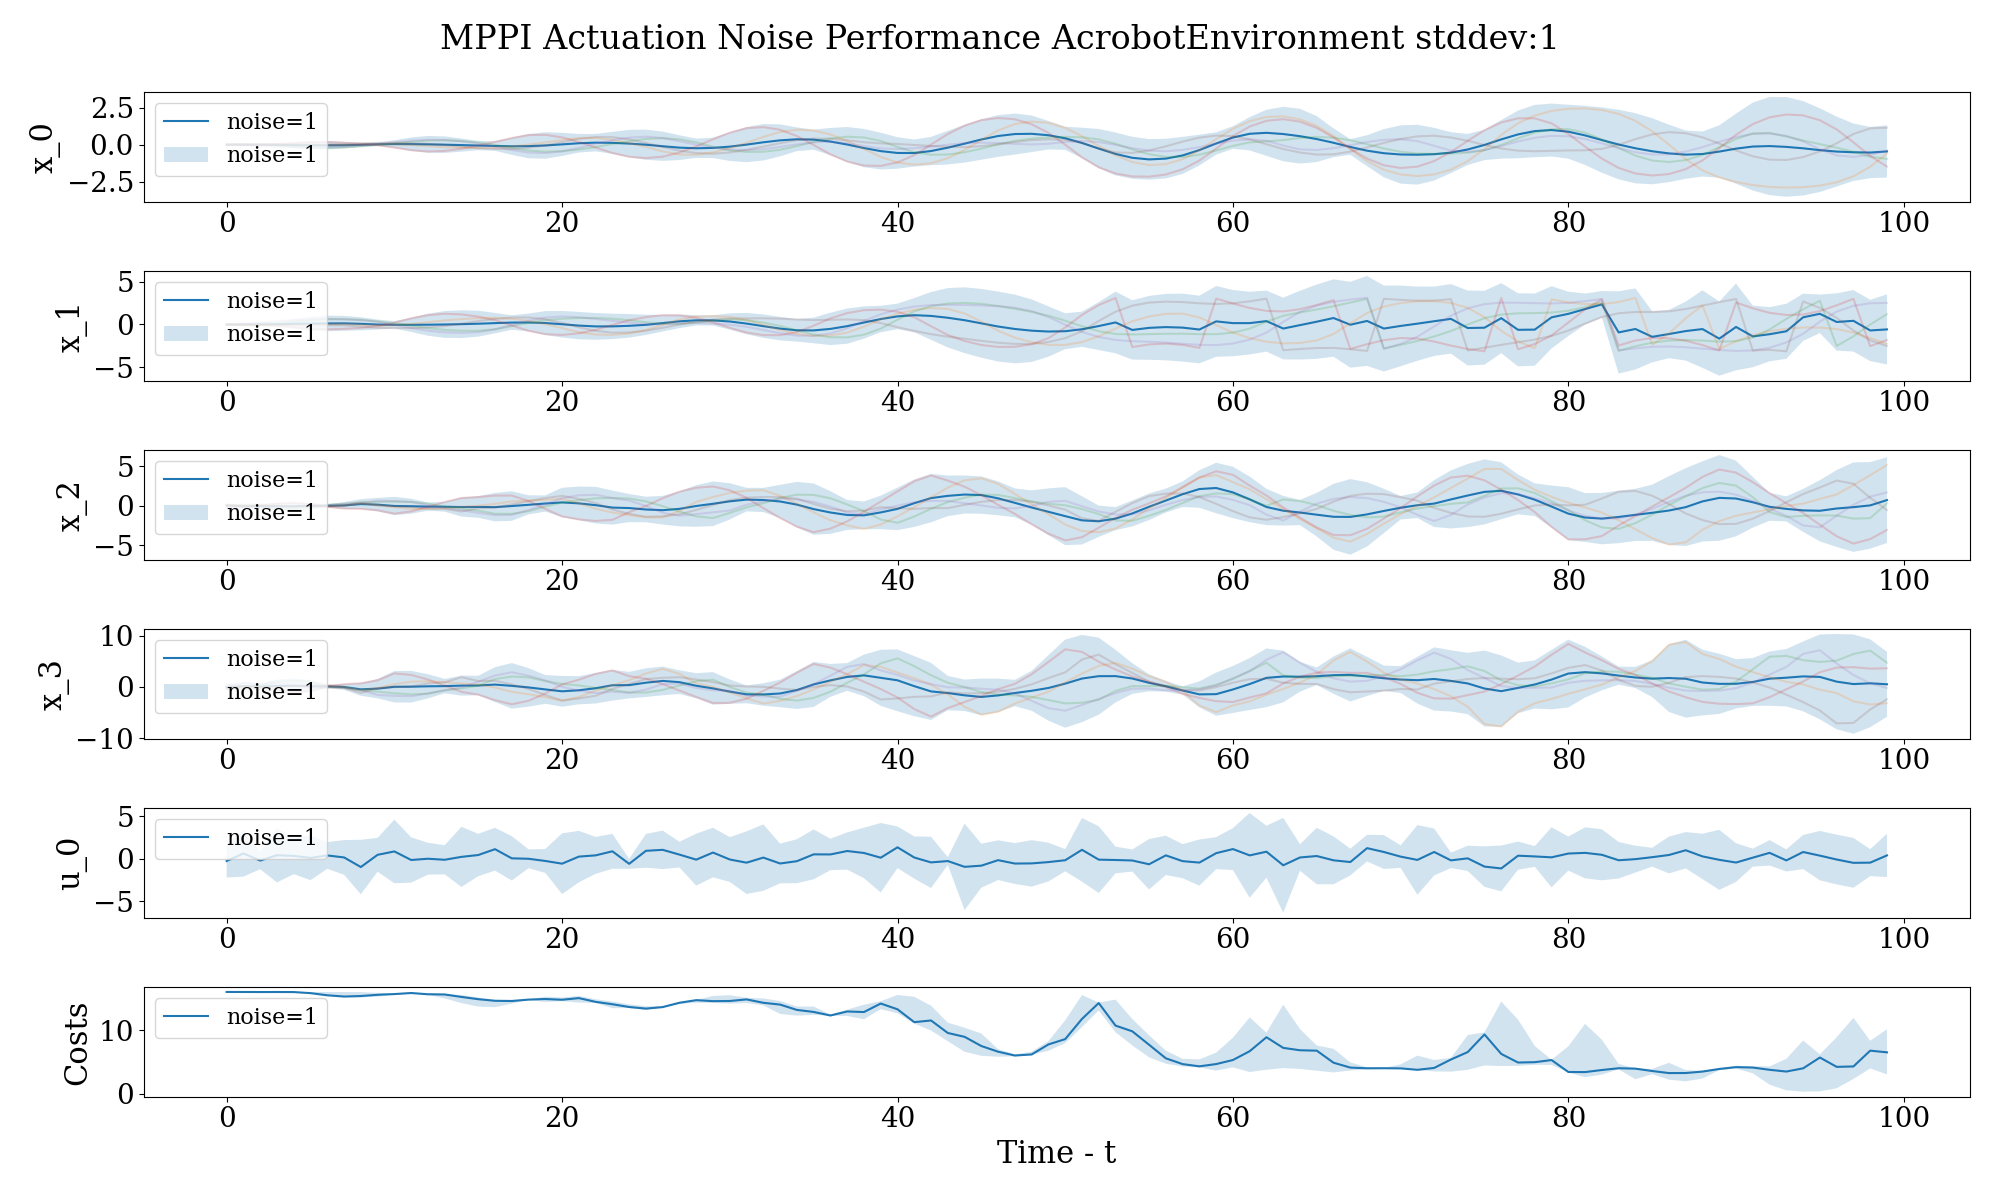 MPPI Actuation Noise Performance AcrobotEnvironment stddev:1
x_0
2.5
0.0
−2.5
noise=1
noise=1
0 20 40 60 80 100
x_1
5
0
−5
noise=1
noise=1
0 20 40 60 80 100
x_2
5
0
−5
noise=1
noise=1
0 20 40 60 80 100
x_3
10
0
−10
noise=1
noise=1
0 20 40 60 80 100
u_0
5
0
−5
noise=1
0 20 40 60 80 100
Costs
10
0
noise=1
0 20 40 60 80 100
Time - t